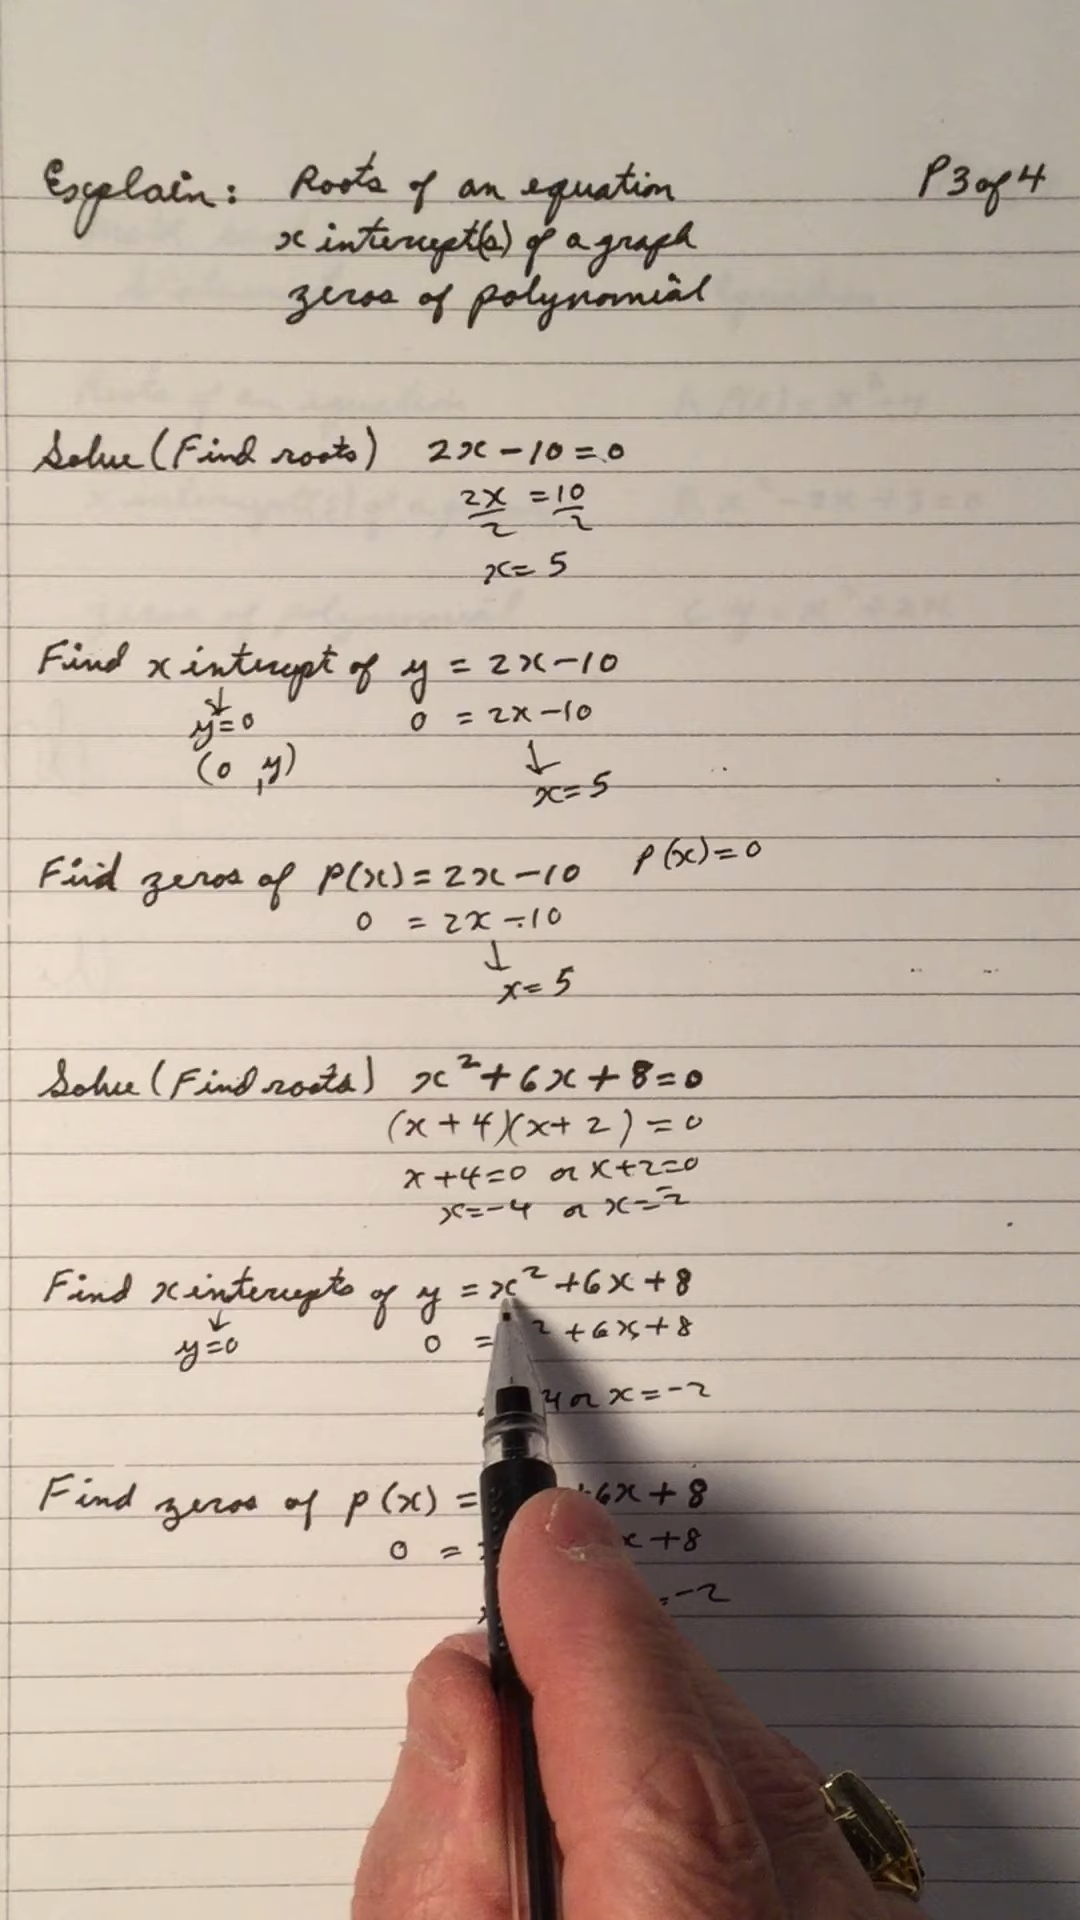 Explain: Roots of an equation P 3 of 4
x intercept(s) of a graph
zeros of polynomial
Solve (Find roots) 2x - 10 = 0
2x/2 = 10/2
x = 5
Find x intercept of y = 2x - 10
↓
y = 0 0 = 2x - 10
(0 , y) ↓
x = 5
Find zeros of P(x) = 2x - 10 P(x) = 0
0 = 2x - 10
↓
x = 5
Solve (Find roots) x² + 6x + 8 = 0
(x + 4)(x + 2) = 0
x + 4 = 0 or x + 2 = 0
x = -4 or x = -2
Find x intercepts of y = x² + 6x + 8
↓
y = 0 0 = ² + 6x + 8
4 or x = -2
Find zeros of P(x) = + 6x + 8
0 = x + 8
= -2